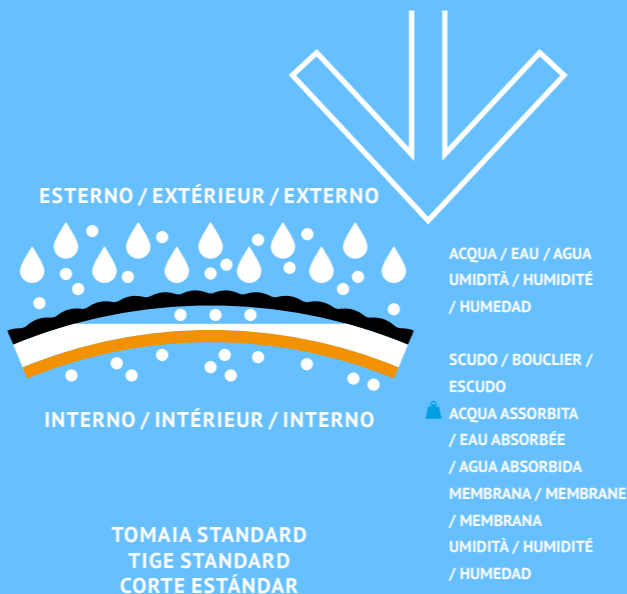 ESTERNO / EXTÉRIEUR / EXTERNO
ACQUA / EAU / AGUA
UMIDITÀ / HUMIDITÉ
/ HUMEDAD
SCUDO / BOUCLIER /
ESCUDO
ACQUA ASSORBITA
/ EAU ABSORBÉE
/ AGUA ABSORBIDA
MEMBRANA / MEMBRANE
/ MEMBRANA
UMIDITÀ / HUMIDITÉ
/ HUMEDAD
INTERNO / INTÉRIEUR / INTERNO
TOMAIA STANDARD
TIGE STANDARD
CORTE ESTÁNDAR